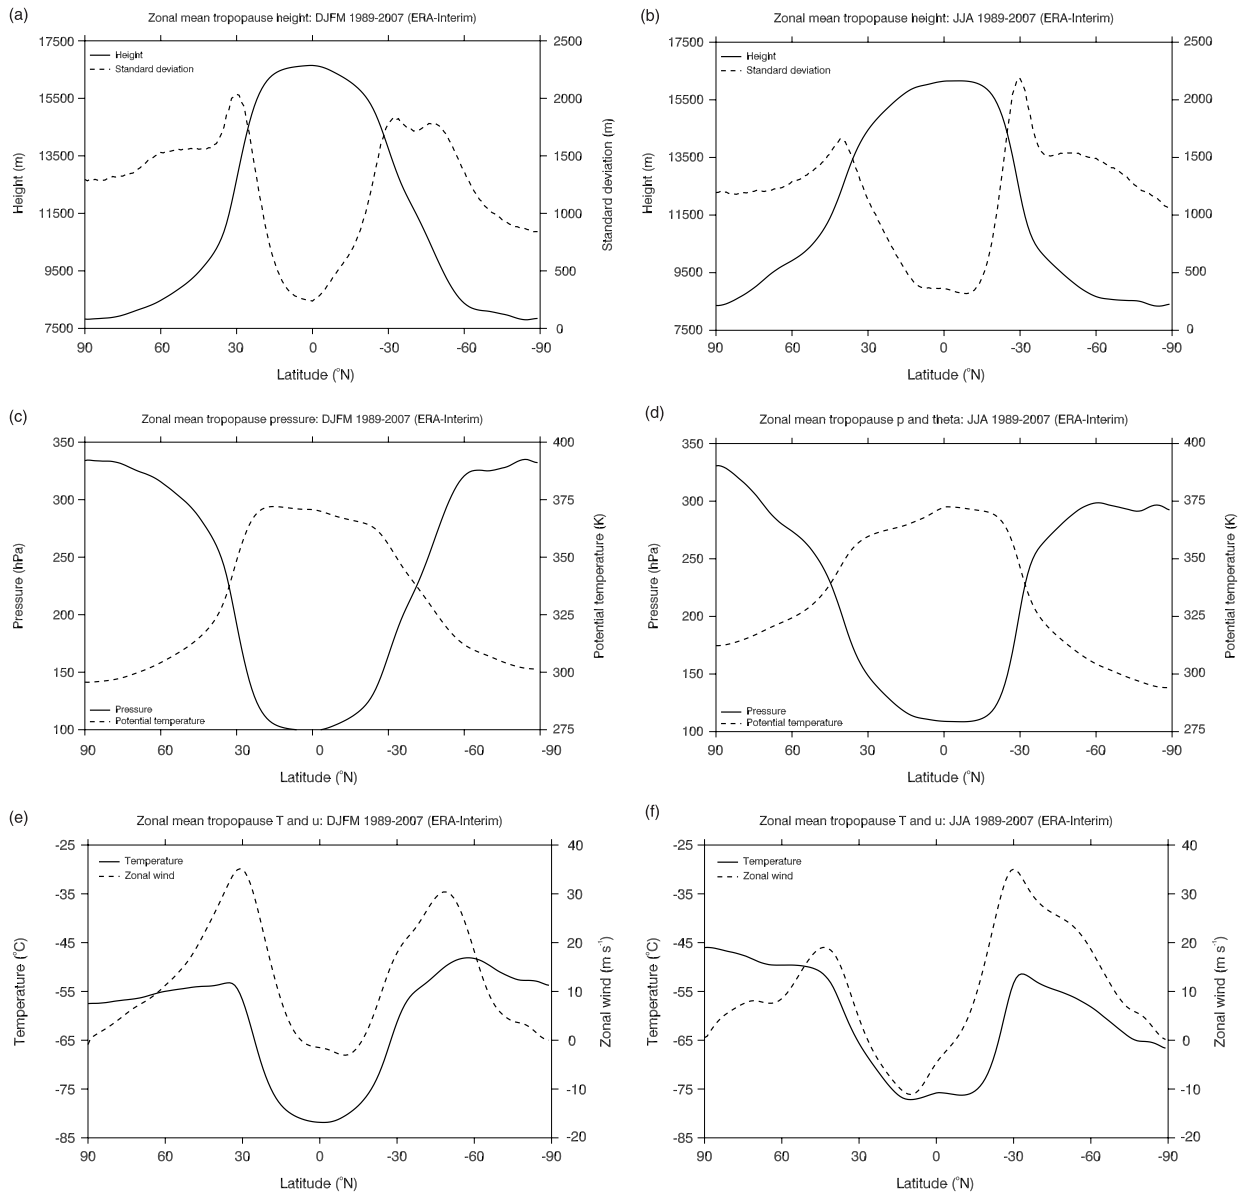 (a)
Zonal mean tropopause height: DJFM 1989-2007 (ERA-Interim)
17500
15500
13500
11500
9500
7500
Height (m)
2500
2000
1500
1000
500
0
Standard deviation (m)
Height
Standard deviation
90 60 30 0 -30 -60 -90
Latitude (°N)
(b)
Zonal mean tropopause height: JJA 1989-2007 (ERA-Interim)
17500
15500
13500
11500
9500
7500
Height (m)
2500
2000
1500
1000
500
0
Height
Standard deviation
90 60 30 0 -30 -60 -90
Latitude (°N)
(c)
Zonal mean tropopause pressure: DJFM 1989-2007 (ERA-Interim)
350
300
250
200
150
100
Pressure (hPa)
400
375
350
325
300
275
Potential temperature (K)
Pressure
Potential temperature
90 60 30 0 -30 -60 -90
Latitude (°N)
(d)
Zonal mean tropopause p and theta: JJA 1989-2007 (ERA-Interim)
350
300
250
200
150
100
Pressure (hPa)
400
375
350
325
300
275
Potential temperature (K)
Pressure
Potential temperature
90 60 30 0 -30 -60 -90
Latitude (°N)
(e)
Zonal mean tropopause T and u: DJFM 1989-2007 (ERA-Interim)
-25
-35
-45
-55
-65
-75
-85
Temperature (°C)
40
30
20
10
0
-10
-20
Zonal wind (m s⁻¹)
Temperature
Zonal wind
90 60 30 0 -30 -60 -90
Latitude (°N)
(f)
Zonal mean tropopause T and u: JJA 1989-2007 (ERA-Interim)
-25
-35
-45
-55
-65
-75
-85
Temperature (°C)
40
30
20
10
0
-10
-20
Zonal wind (m s⁻¹)
Temperature
Zonal wind
90 60 30 0 -30 -60 -90
Latitude (°N)